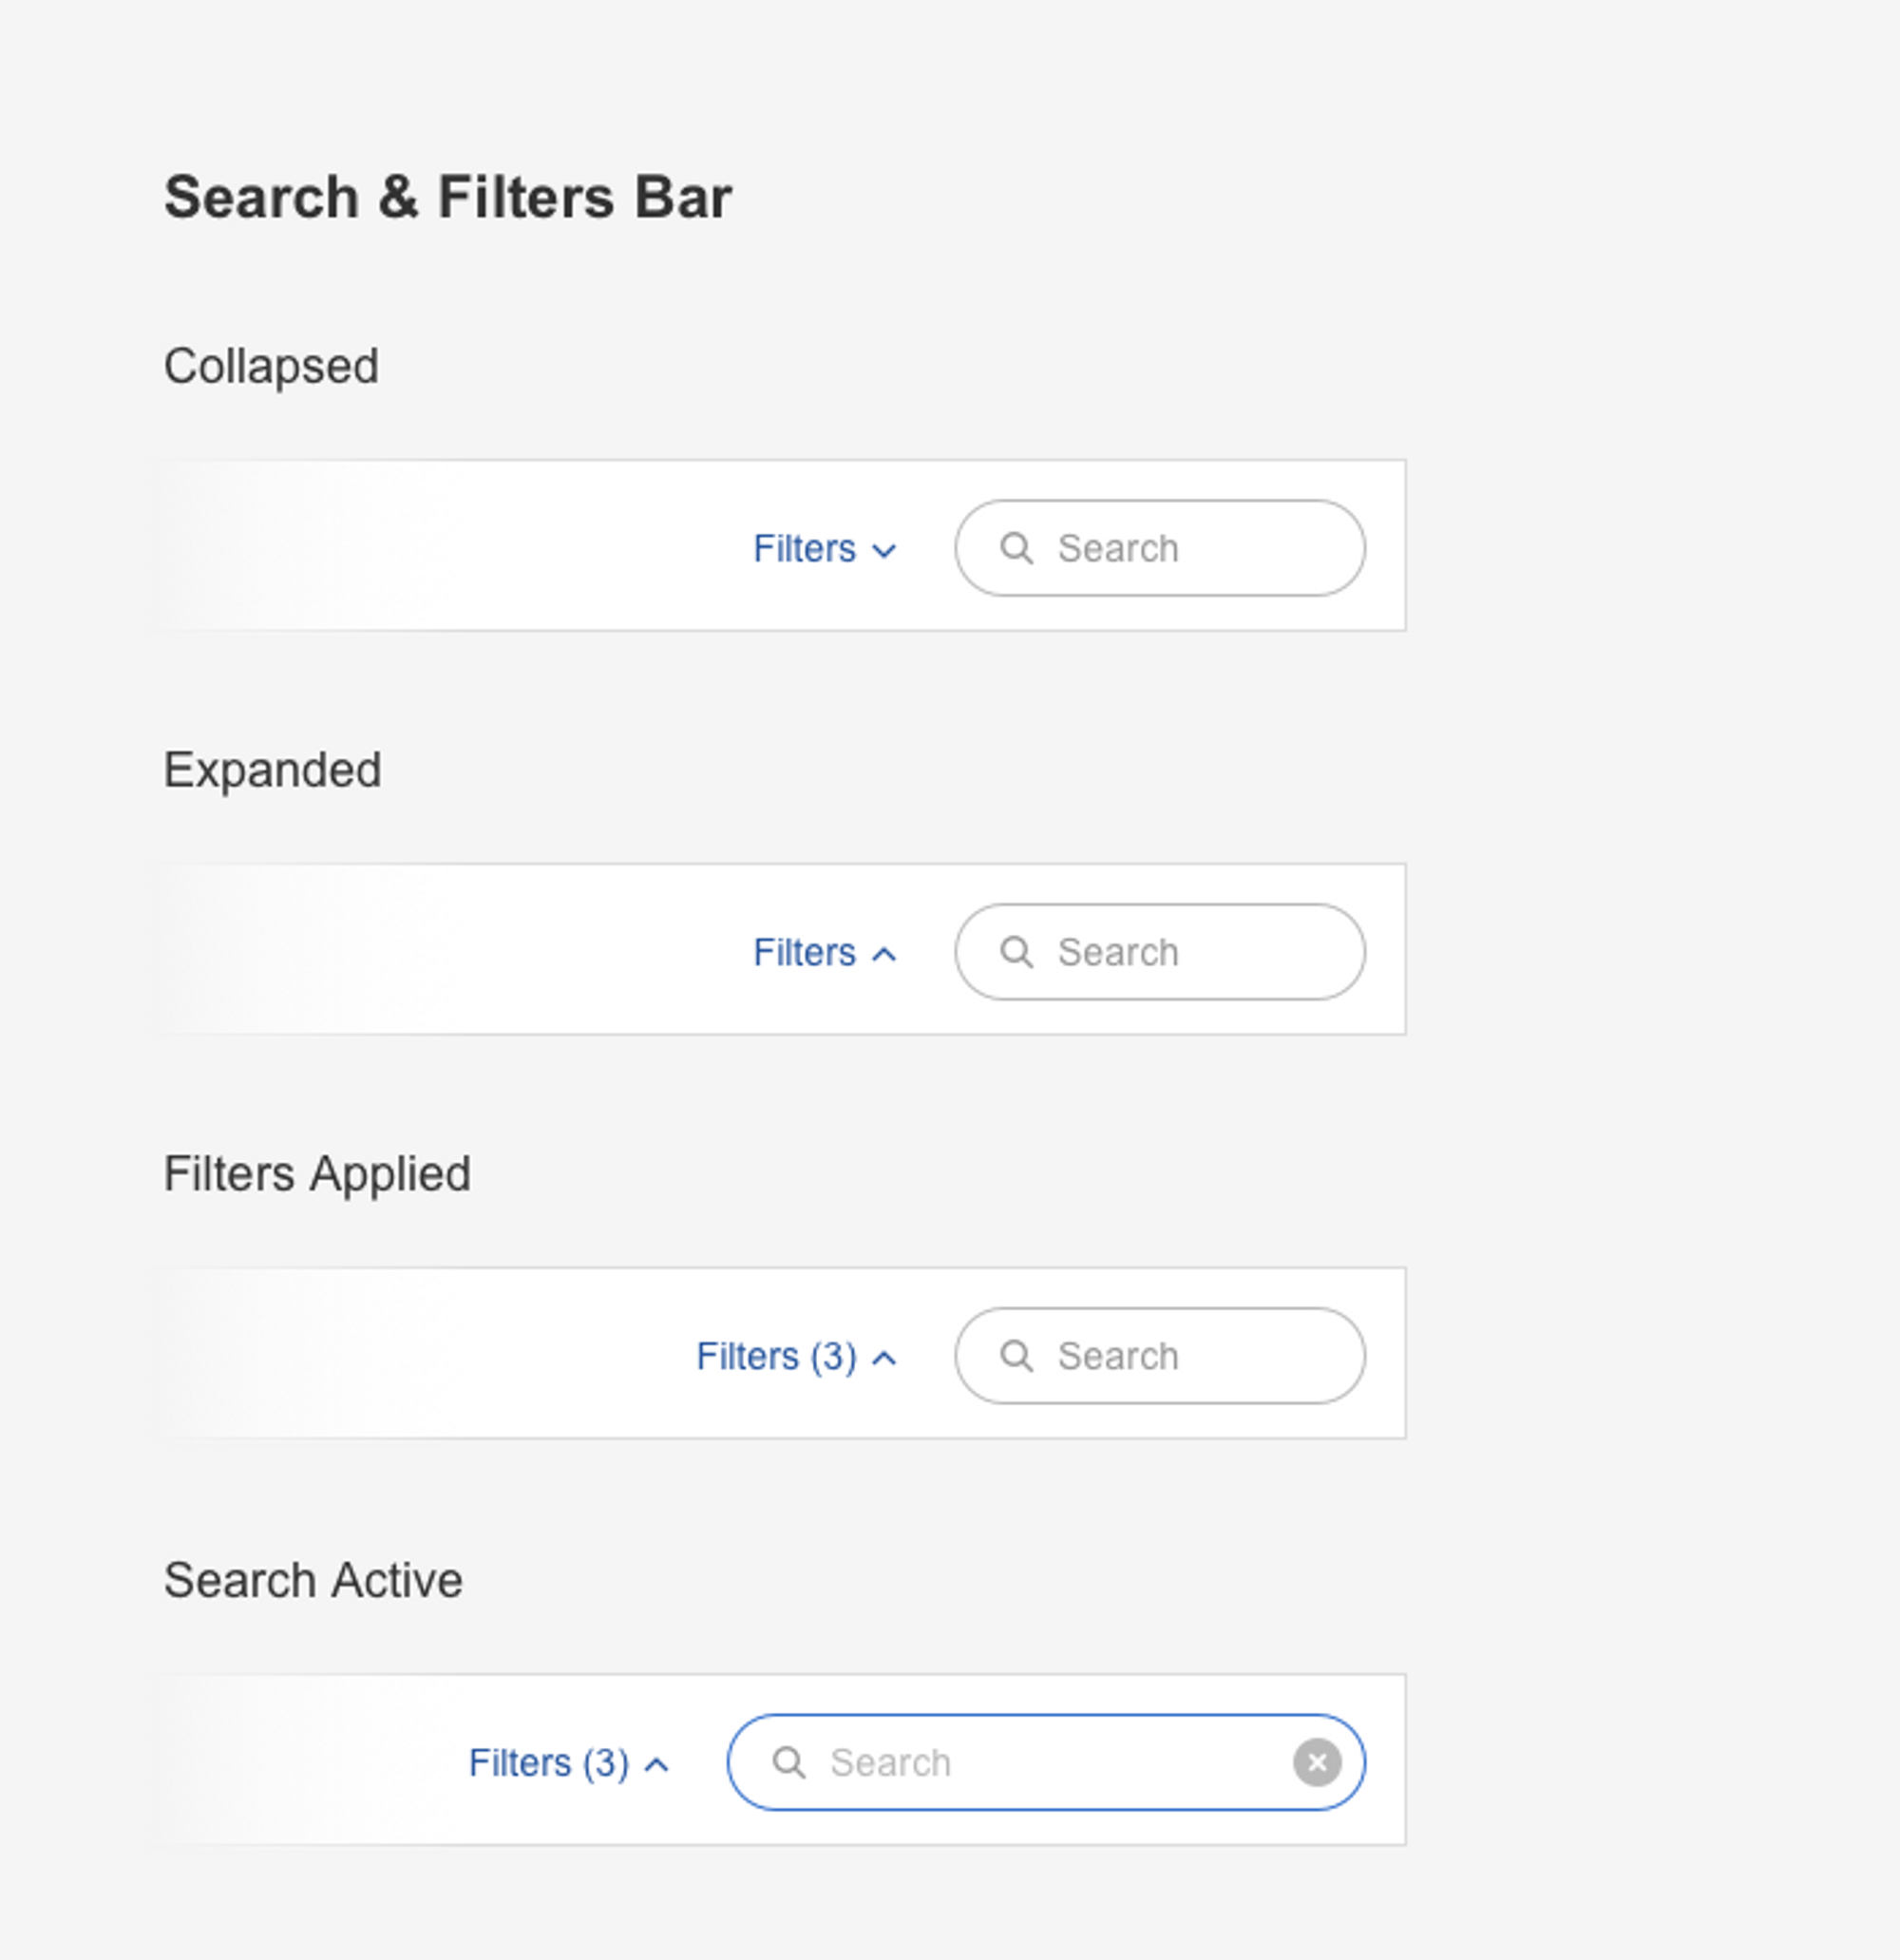 Search & Filters Bar
Collapsed
Filters Search
Expanded
Filters Search
Filters Applied
Filters (3) Search
Search Active
Filters (3) Search